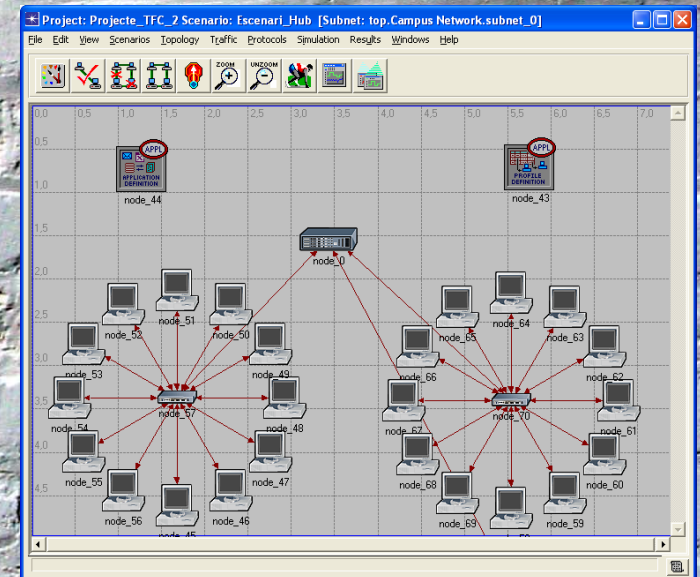 Project: Projecte_TFC_2 Scenario: Escenari_Hub [Subnet: top.Campus Network.subnet_0]
File Edit View Scenarios Topology Traffic Protocols Simulation Results Windows Help
ZOOM UNZOOM
0,0 0,5 1,0 1,5 2,0 2,5 3,0 3,5 4,0 4,5 5,0 5,5 6,0 6,5 7,0
0,5
APPL APPL
APPLICATION DEFINITION
PROFILE DEFINITION
1,0
node_44 node_43
1,5
node_0
2,0
2,5
node_52 node_51 node_50 node_65 node_64 node_63
3,0
node_53 node_49 node_66 node_62
3,5
node_54 node_57 node_48 node_67 node_70 node_61
4,0
node_55 node_47 node_68 node_60
4,5
node_56 node_45 node_46 node_69 node_59